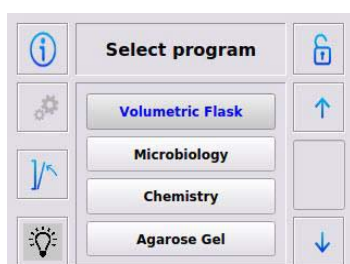 Select program
Volumetric Flask
Microbiology
Chemistry
Agarose Gel